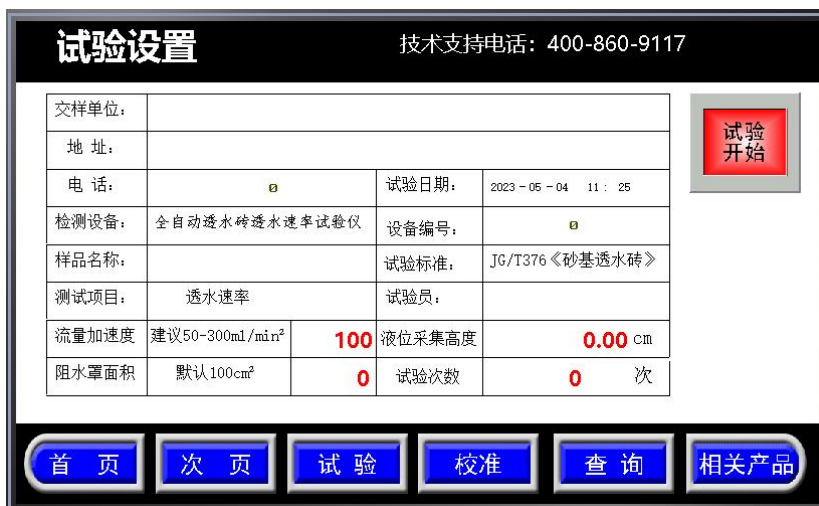 试验设置
技术支持电话：400-860-9117
交样单位：
试验开始
地 址：
电 话： 0 试验日期： 2023-05-04 11: 25
检测设备： 全自动透水砖透水速率试验仪 设备编号： 0
样品名称： 试验标准： JG/T376《砂基透水砖》
测试项目： 透水速率 试验员：
流量加速度 建议50-300ml/min² 100 液位采集高度 0.00 cm
阻水罩面积 默认100cm² 0 试验次数 0 次
首 页 次 页 试 验 校准 查 询 相关产品